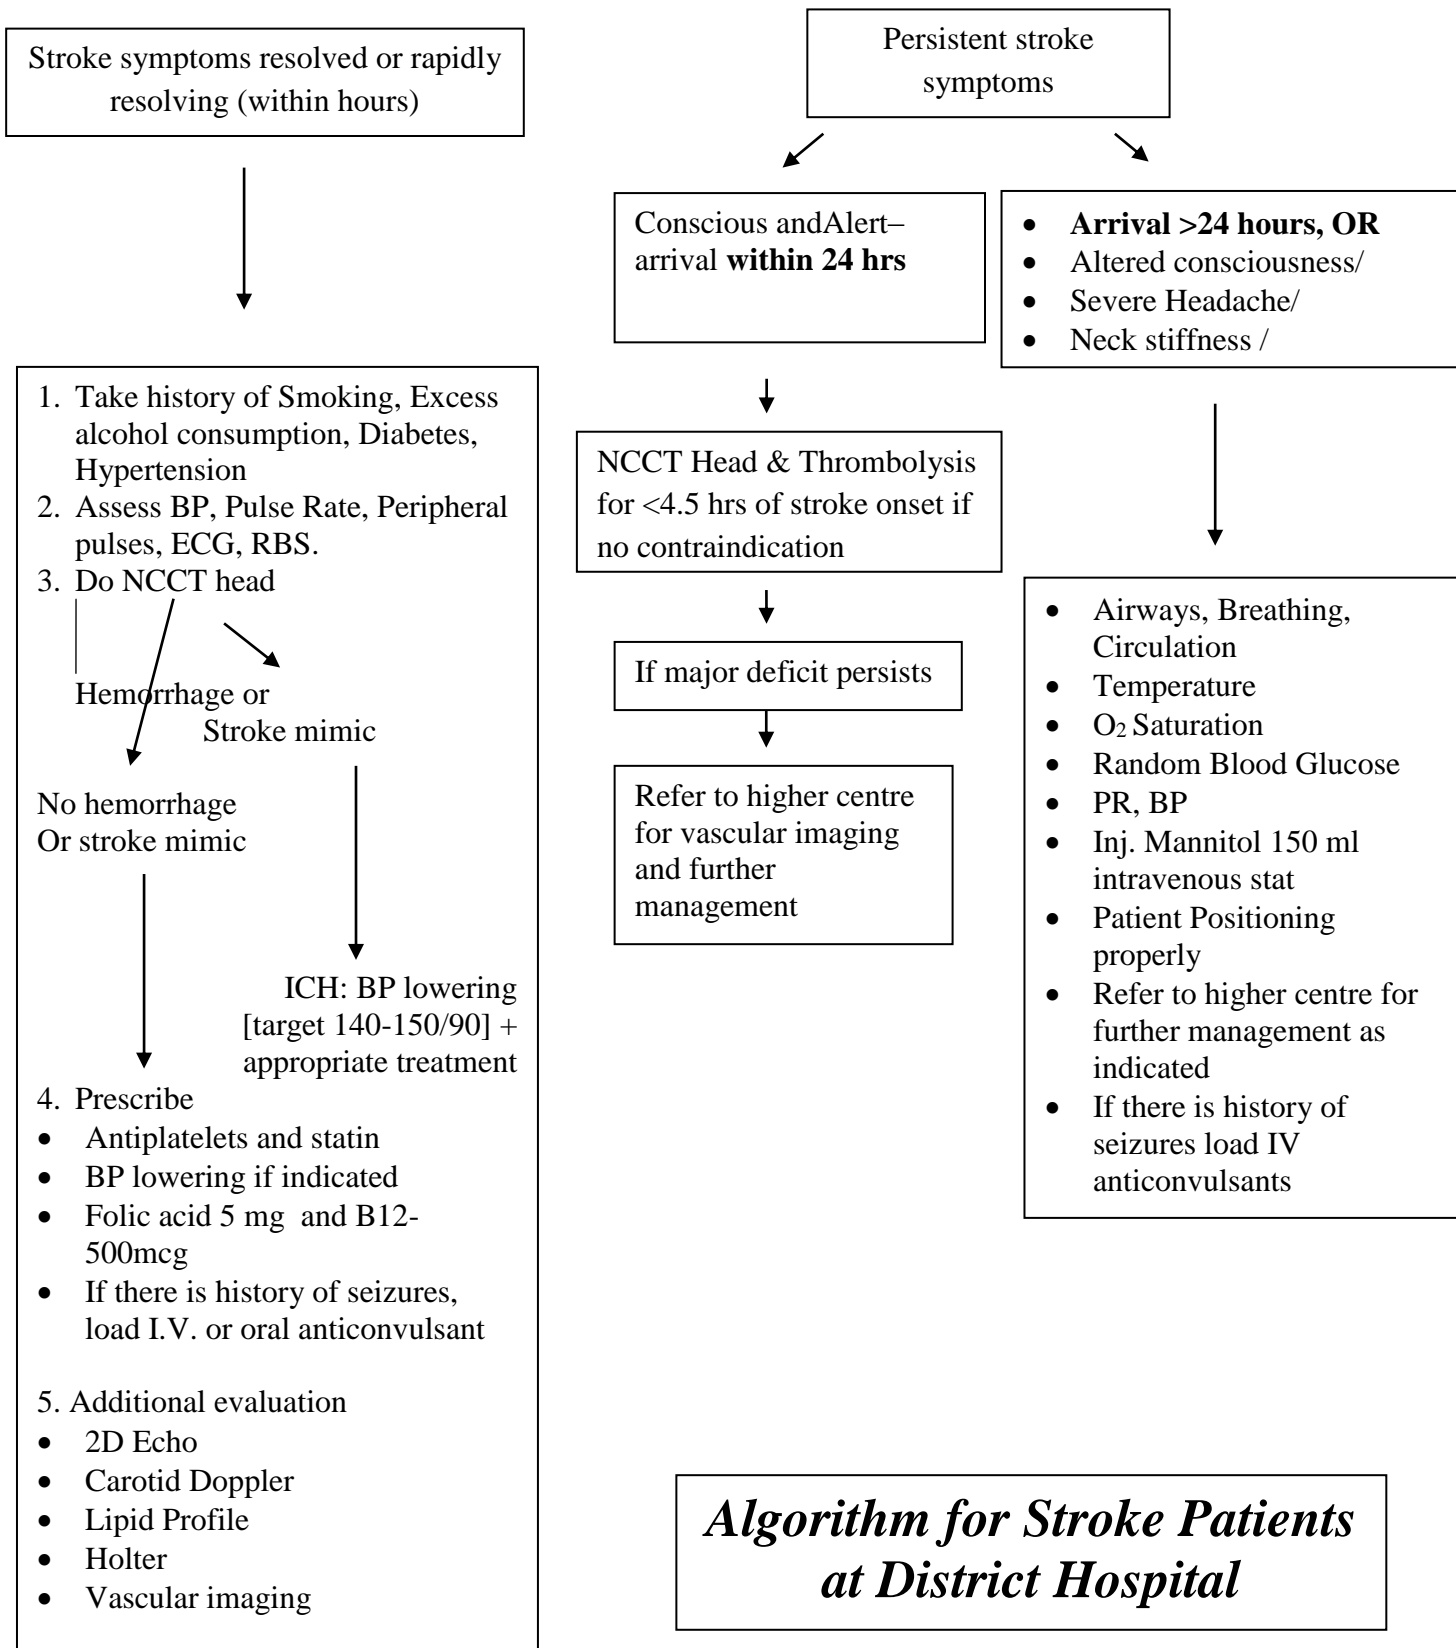 Stroke symptoms resolved or rapidly
resolving (within hours)
1. Take history of Smoking, Excess
alcohol consumption, Diabetes,
Hypertension
2. Assess BP, Pulse Rate, Peripheral
pulses, ECG, RBS.
3. Do NCCT head
Hemorrhage or
Stroke mimic
No hemorrhage
Or stroke mimic
ICH: BP lowering
[target 140-150/90] +
appropriate treatment
4. Prescribe
• Antiplatelets and statin
• BP lowering if indicated
• Folic acid 5 mg and B12-
500mcg
• If there is history of seizures,
load I.V. or oral anticonvulsant
5. Additional evaluation
• 2D Echo
• Carotid Doppler
• Lipid Profile
• Holter
• Vascular imaging
Persistent stroke
symptoms
Conscious andAlert–
arrival within 24 hrs
NCCT Head & Thrombolysis
for <4.5 hrs of stroke onset if
no contraindication
If major deficit persists
Refer to higher centre
for vascular imaging
and further
management
• Arrival >24 hours, OR
• Altered consciousness/
• Severe Headache/
• Neck stiffness /
• Airways, Breathing,
Circulation
• Temperature
• O2 Saturation
• Random Blood Glucose
• PR, BP
• Inj. Mannitol 150 ml
intravenous stat
• Patient Positioning
properly
• Refer to higher centre for
further management as
indicated
• If there is history of
seizures load IV
anticonvulsants
Algorithm for Stroke Patients
at District Hospital